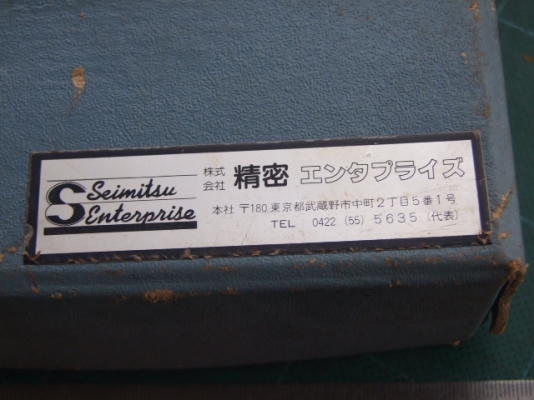 Seimitsu
Enterprise
株式会社 精密 エンタプライズ
本社 〒180 東京都武蔵野市中町2丁目5番1号
TEL 0422 (55) 5635 (代表)